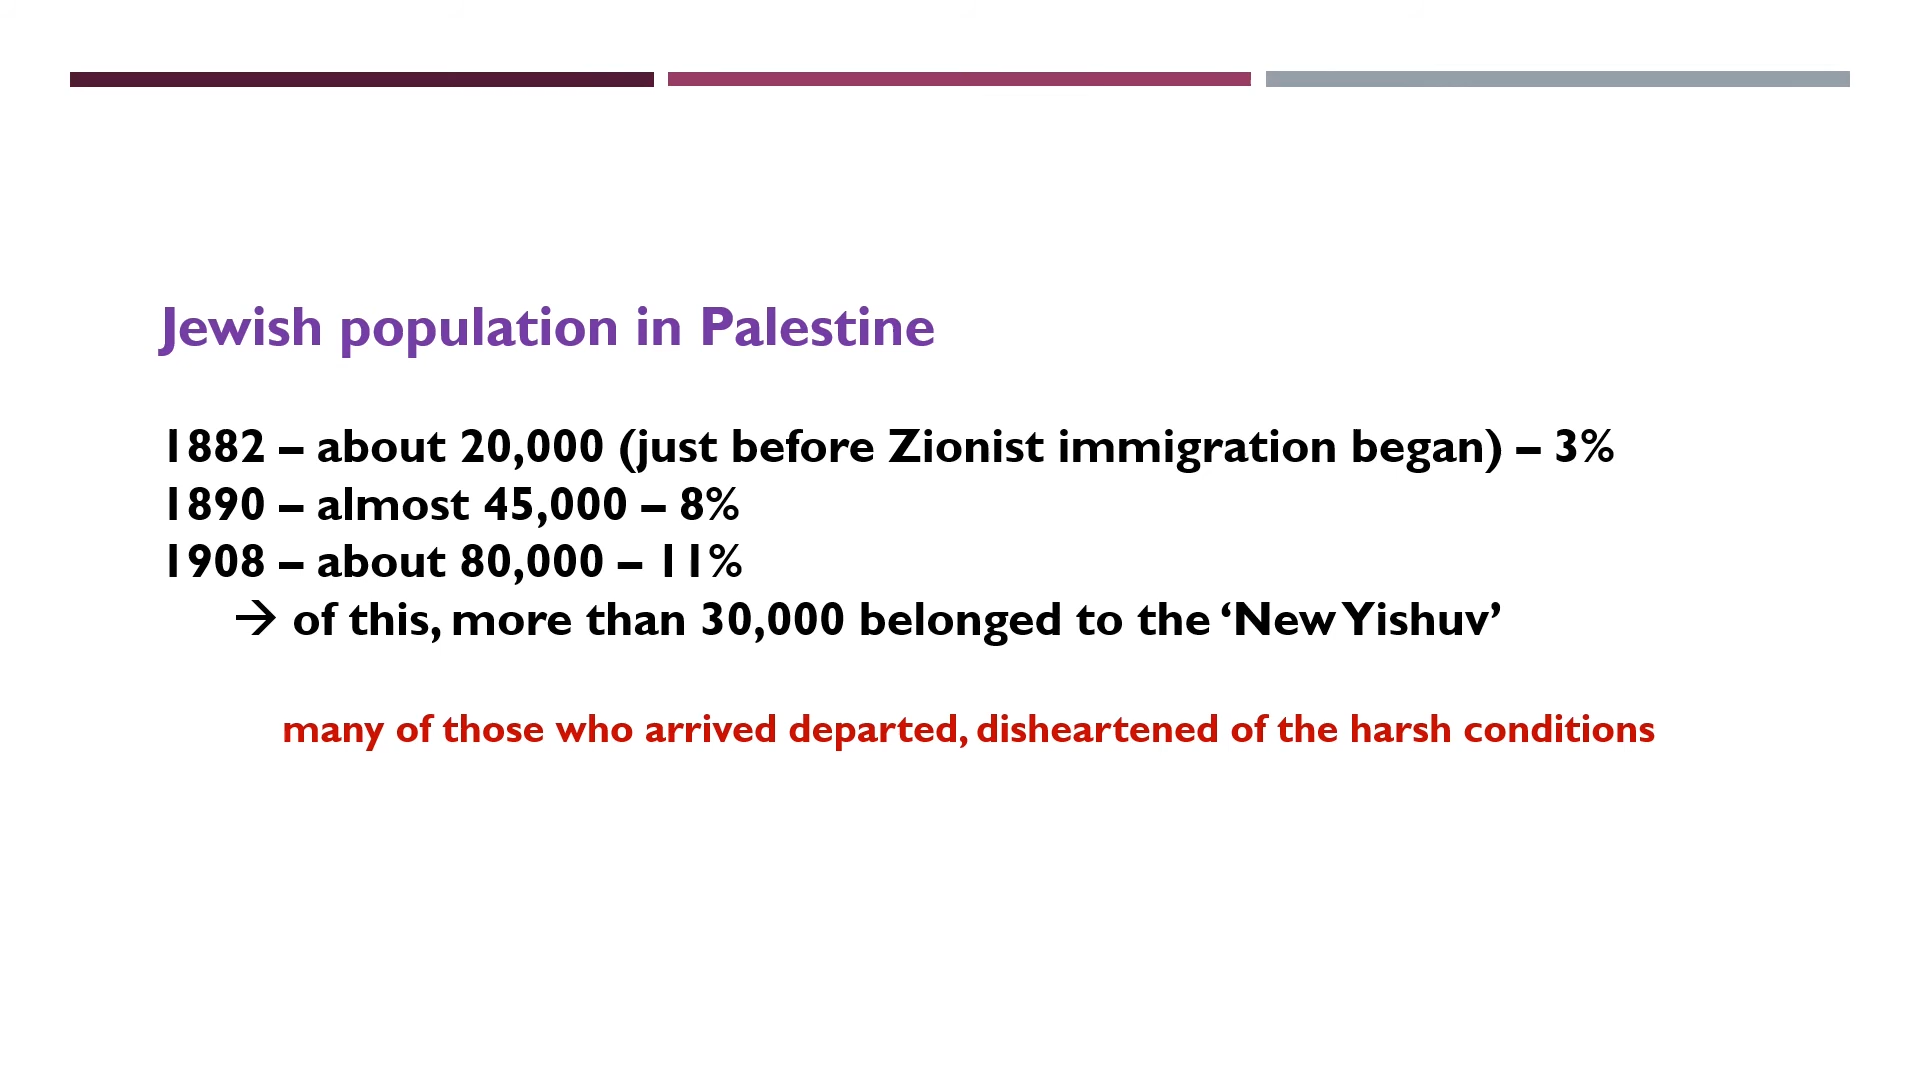 Jewish population in Palestine
1882 – about 20,000 (just before Zionist immigration began) – 3%
1890 – almost 45,000 – 8%
1908 – about 80,000 – 11%
→ of this, more than 30,000 belonged to the ‘New Yishuv’
many of those who arrived departed, disheartened of the harsh conditions